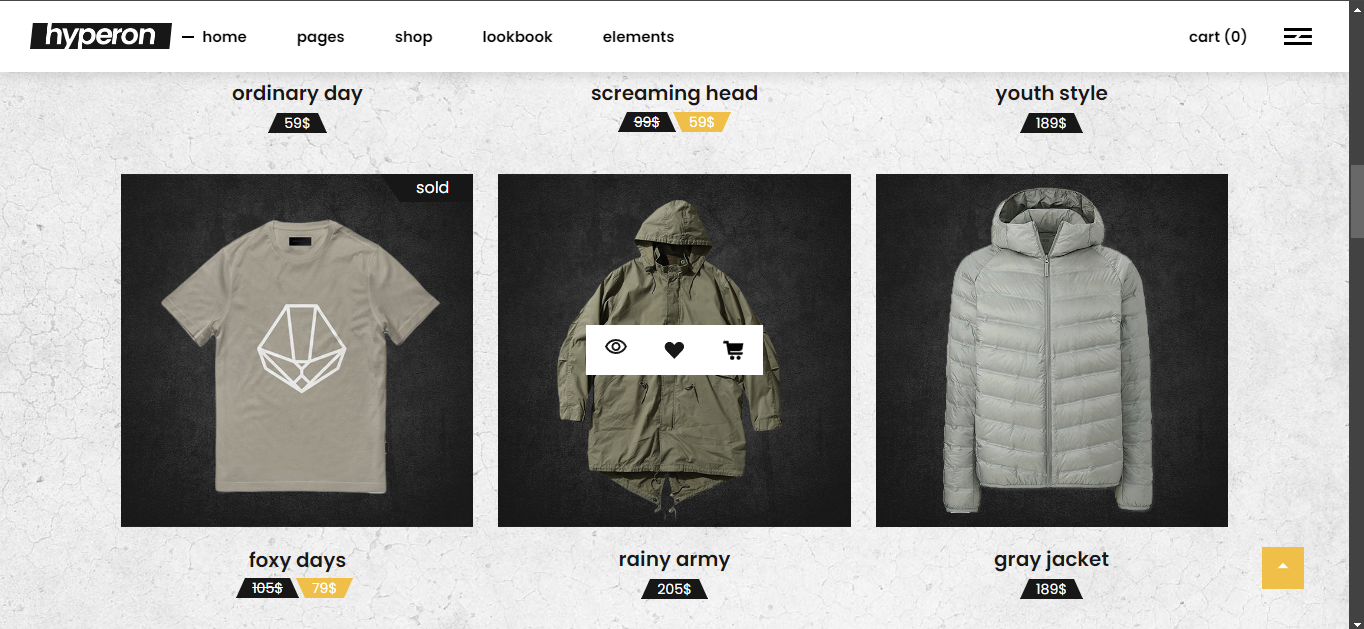 hyperon
home pages shop lookbook elements cart (0)
ordinary day screaming head youth style
59$ 99$ 59$ 189$
sold
foxy days rainy army gray jacket
105$ 79$ 205$ 189$